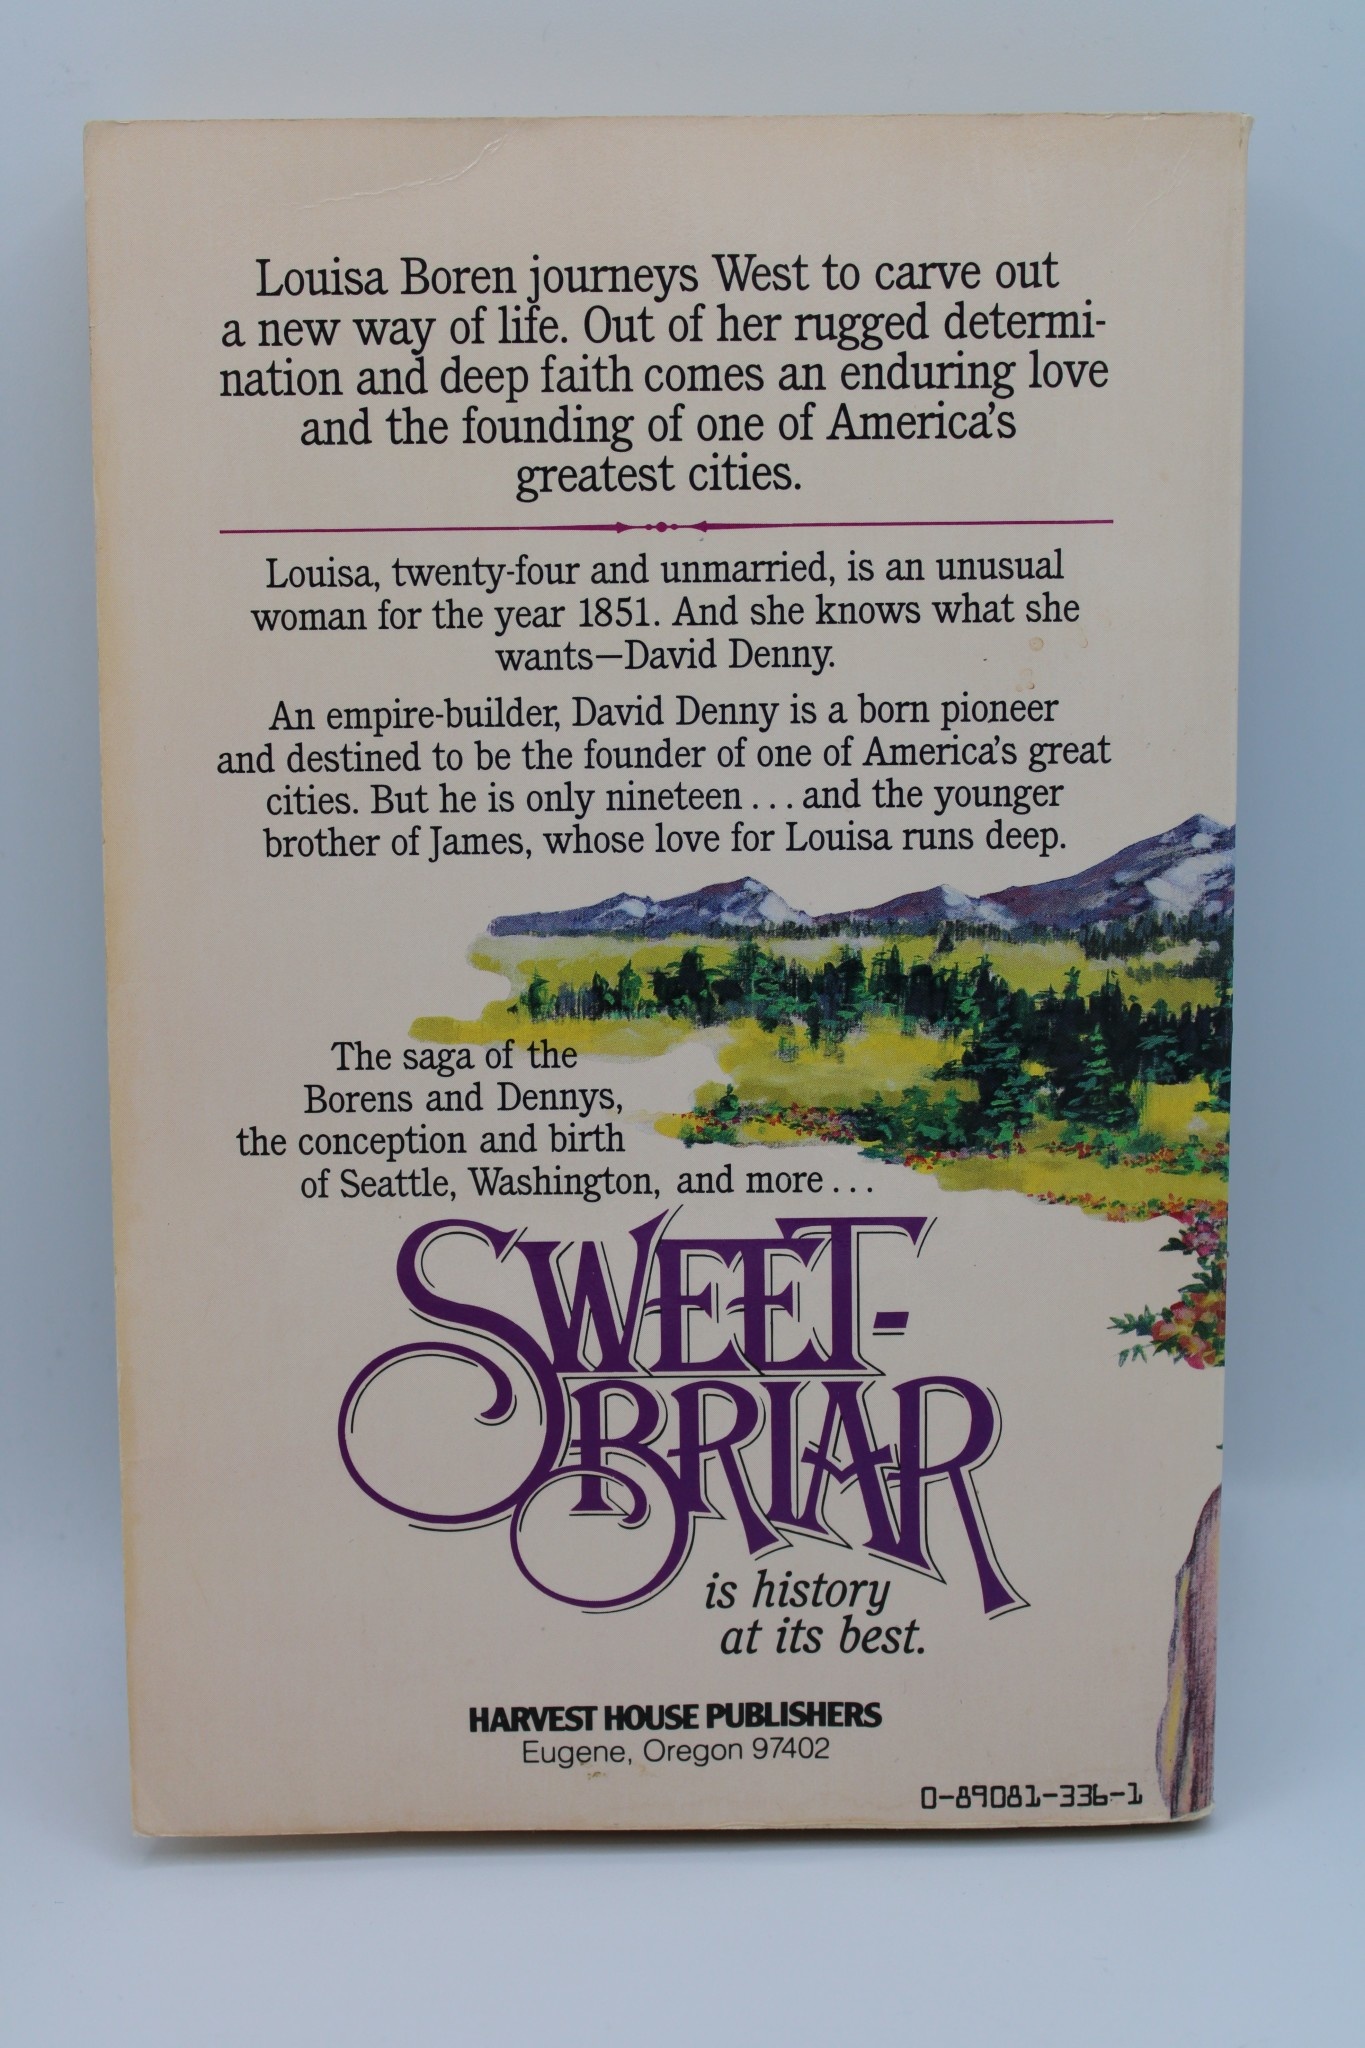 Louisa Boren journeys West to carve out
a new way of life. Out of her rugged determi-
nation and deep faith comes an enduring love
and the founding of one of America's
greatest cities.
Louisa, twenty-four and unmarried, is an unusual
woman for the year 1851. And she knows what she
wants—David Denny.
An empire-builder, David Denny is a born pioneer
and destined to be the founder of one of America's great
cities. But he is only nineteen . . . and the younger
brother of James, whose love for Louisa runs deep.
The saga of the
Borens and Dennys,
the conception and birth
of Seattle, Washington, and more . . .
SWEET-
BRIAR
is history
at its best.
HARVEST HOUSE PUBLISHERS
Eugene, Oregon 97402
0-89081-336-1